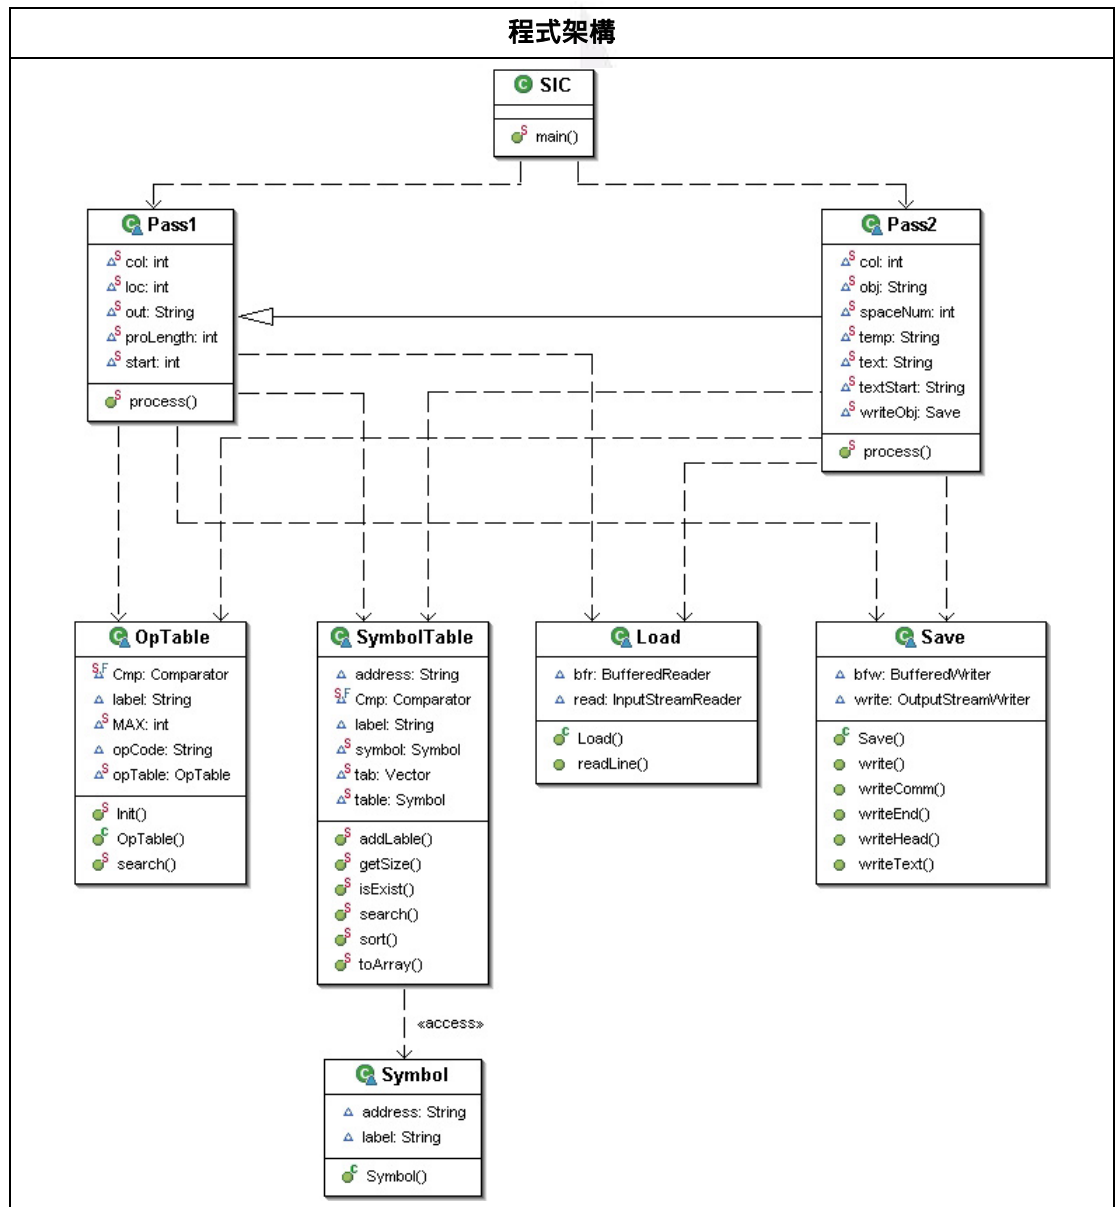 程式架構
SIC
main()
Pass1
col: int
loc: int
out: String
proLength: int
start: int
process()
Pass2
col: int
obj: String
spaceNum: int
temp: String
text: String
textStart: String
writeObj: Save
process()
OpTable
Cmp: Comparator
label: String
MAX: int
opCode: String
opTable: OpTable
Init()
OpTable()
search()
SymbolTable
address: String
Cmp: Comparator
label: String
symbol: Symbol
tab: Vector
table: Symbol
addLable()
getSize()
isExist()
search()
sort()
toArray()
Load
bfr: BufferedReader
read: InputStreamReader
Load()
readLine()
Save
bfw: BufferedWriter
write: OutputStreamWriter
Save()
write()
writeComm()
writeEnd()
writeHead()
writeText()
«access»
Symbol
address: String
label: String
Symbol()